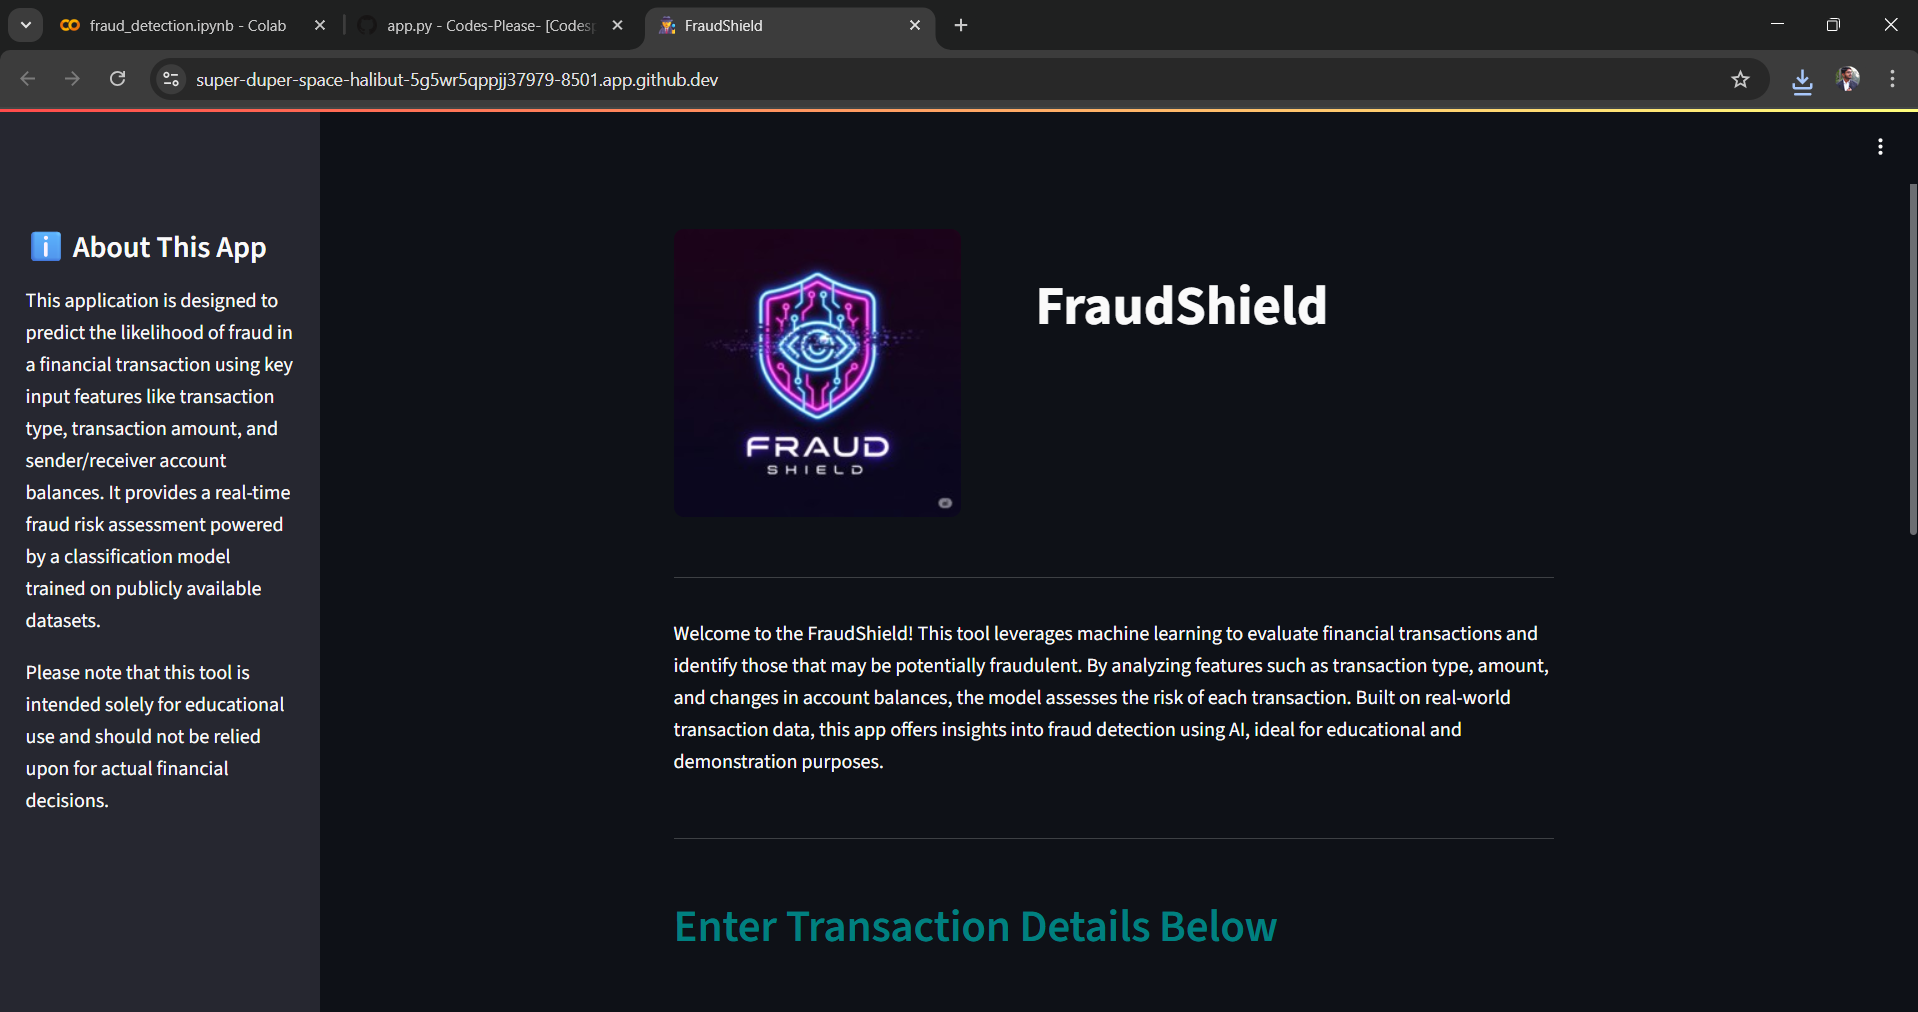 fraud_detection.ipynb - Colab
app.py - Codes-Please- [Codesp
FraudShield
super-duper-space-halibut-5g5wr5qppjj37979-8501.app.github.dev
About This App
This application is designed to
predict the likelihood of fraud in
a financial transaction using key
input features like transaction
type, transaction amount, and
sender/receiver account
balances. It provides a real-time
fraud risk assessment powered
by a classification model
trained on publicly available
datasets.
Please note that this tool is
intended solely for educational
use and should not be relied
upon for actual financial
decisions.
FRAUD
SHIELD
FraudShield
Welcome to the FraudShield! This tool leverages machine learning to evaluate financial transactions and
identify those that may be potentially fraudulent. By analyzing features such as transaction type, amount,
and changes in account balances, the model assesses the risk of each transaction. Built on real-world
transaction data, this app offers insights into fraud detection using AI, ideal for educational and
demonstration purposes.
Enter Transaction Details Below